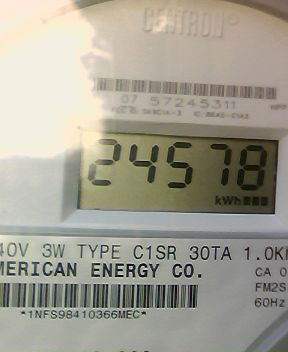 CENTRON®
07 57245311
24578
kWh
40V 3W TYPE C1SR 30TA 1.0K
MERICAN ENERGY CO.
CA 0
FM2S
60Hz
*1NFS98410366MEC*